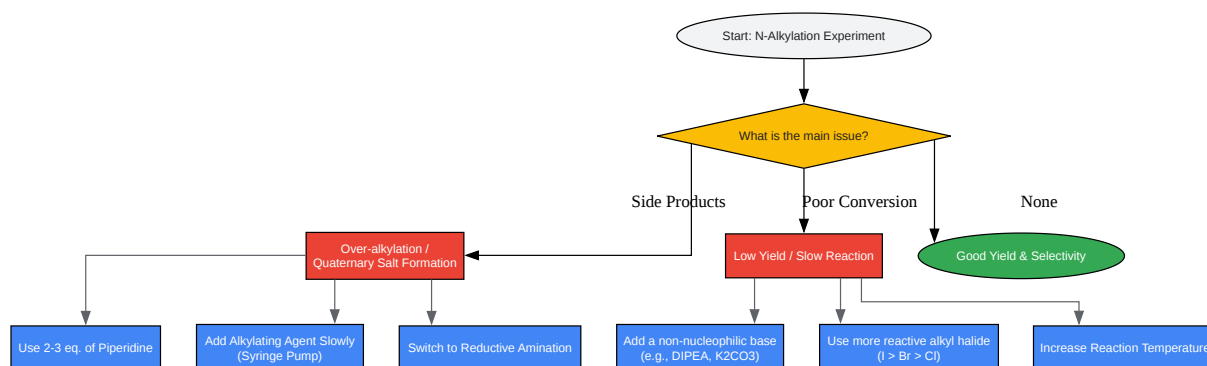 Start: N-Alkylation Experiment
What is the main issue?
Side Products
Poor Conversion
None
Over-alkylation /
Quaternary Salt Formation
Low Yield / Slow Reaction
Good Yield & Selectivity
Use 2-3 eq. of Piperidine
Add Alkylating Agent Slowly
(Syringe Pump)
Switch to Reductive Amination
Add a non-nucleophilic base
(e.g., DIPEA, K2CO3)
Use more reactive alkyl halide
(I > Br > Cl)
Increase Reaction Temperature